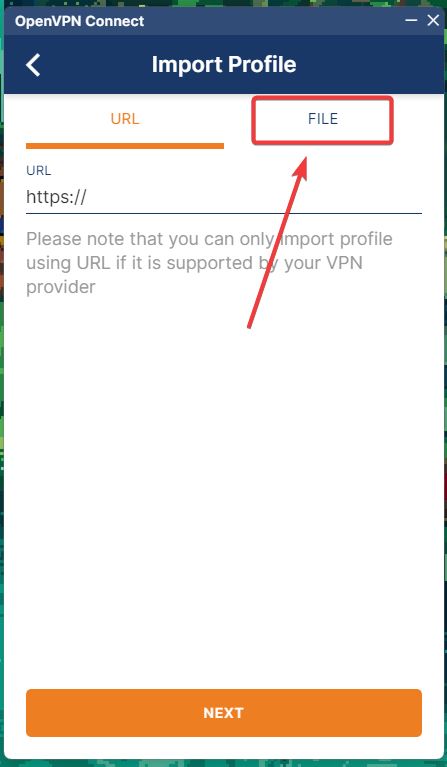 OpenVPN Connect
Import Profile
URL
FILE
URL
https://
Please note that you can only import profile
using URL if it is supported by your VPN
provider
NEXT